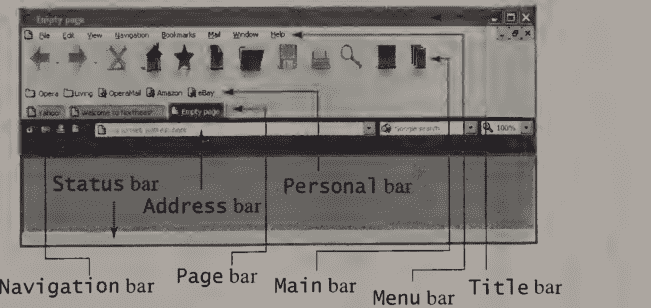 Empty page
File Edit View Navigation Bookmarks Mail Window Help
Opera Living OperaMail Amazon eBay
Yahoo! Welcome to Northeast Empty page
Google search 100%
Status bar
Address bar
Personal bar
Navigation bar
Page bar
Main bar
Menu bar
Title bar